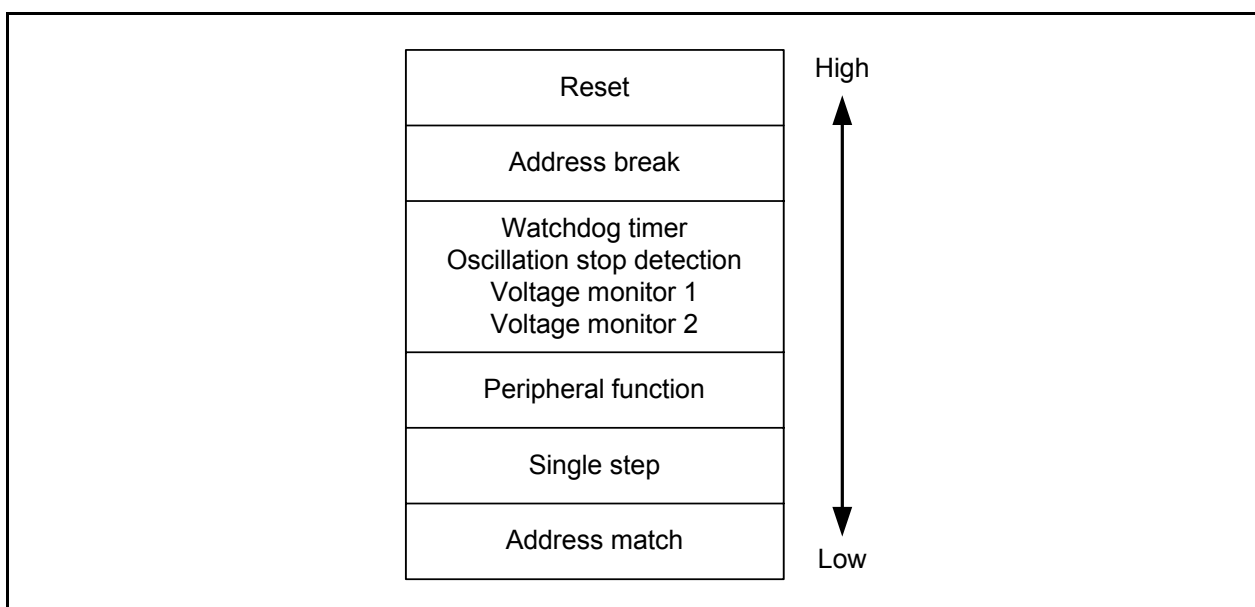 High
Reset
Address break
Watchdog timer
Oscillation stop detection
Voltage monitor 1
Voltage monitor 2
Peripheral function
Single step
Address match
Low